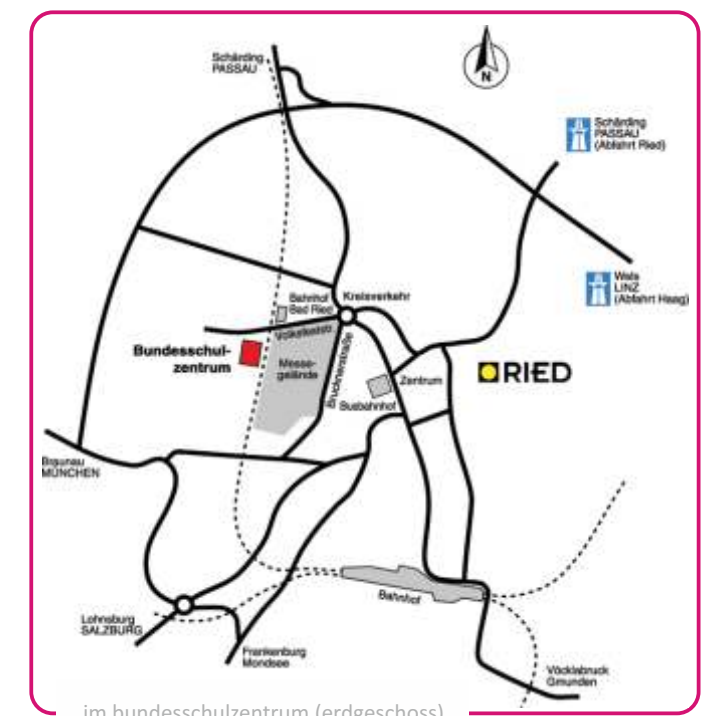 Schärding
PASSAU
N
Schärding
PASSAU
(Abfahrt Ried)
Wels
LINZ
(Abfahrt Haag)
Bahnhof
Bad Ried
Kreisverkehr
Volksfeststr.
Bundesschul-
zentrum
Messe-
gelände
Brucknerstraße
Zentrum
RIED
Busbahnhof
Braunau
MÜNCHEN
Bahnhof
Lohnsburg
SALZBURG
Frankenburg
Mondsee
Vöcklabruck
Gmunden
im bundesschulzentrum (erdgeschoss)